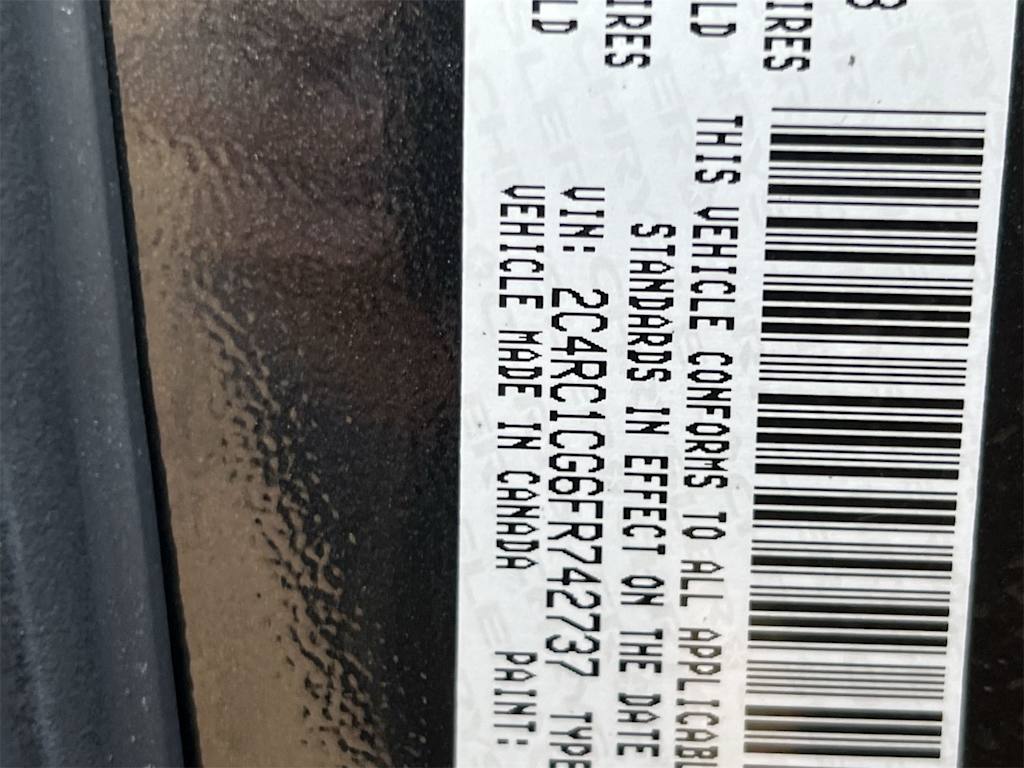 8
IRES
LD
THIS VEHICLE CONFORMS TO ALL APPLICABL
IRES
STANDARDS IN EFFECT ON THE DATE
LD
VIN: 2C4RC1CG6FR742737 TYPE
VEHICLE MADE IN CANADA PAINT: